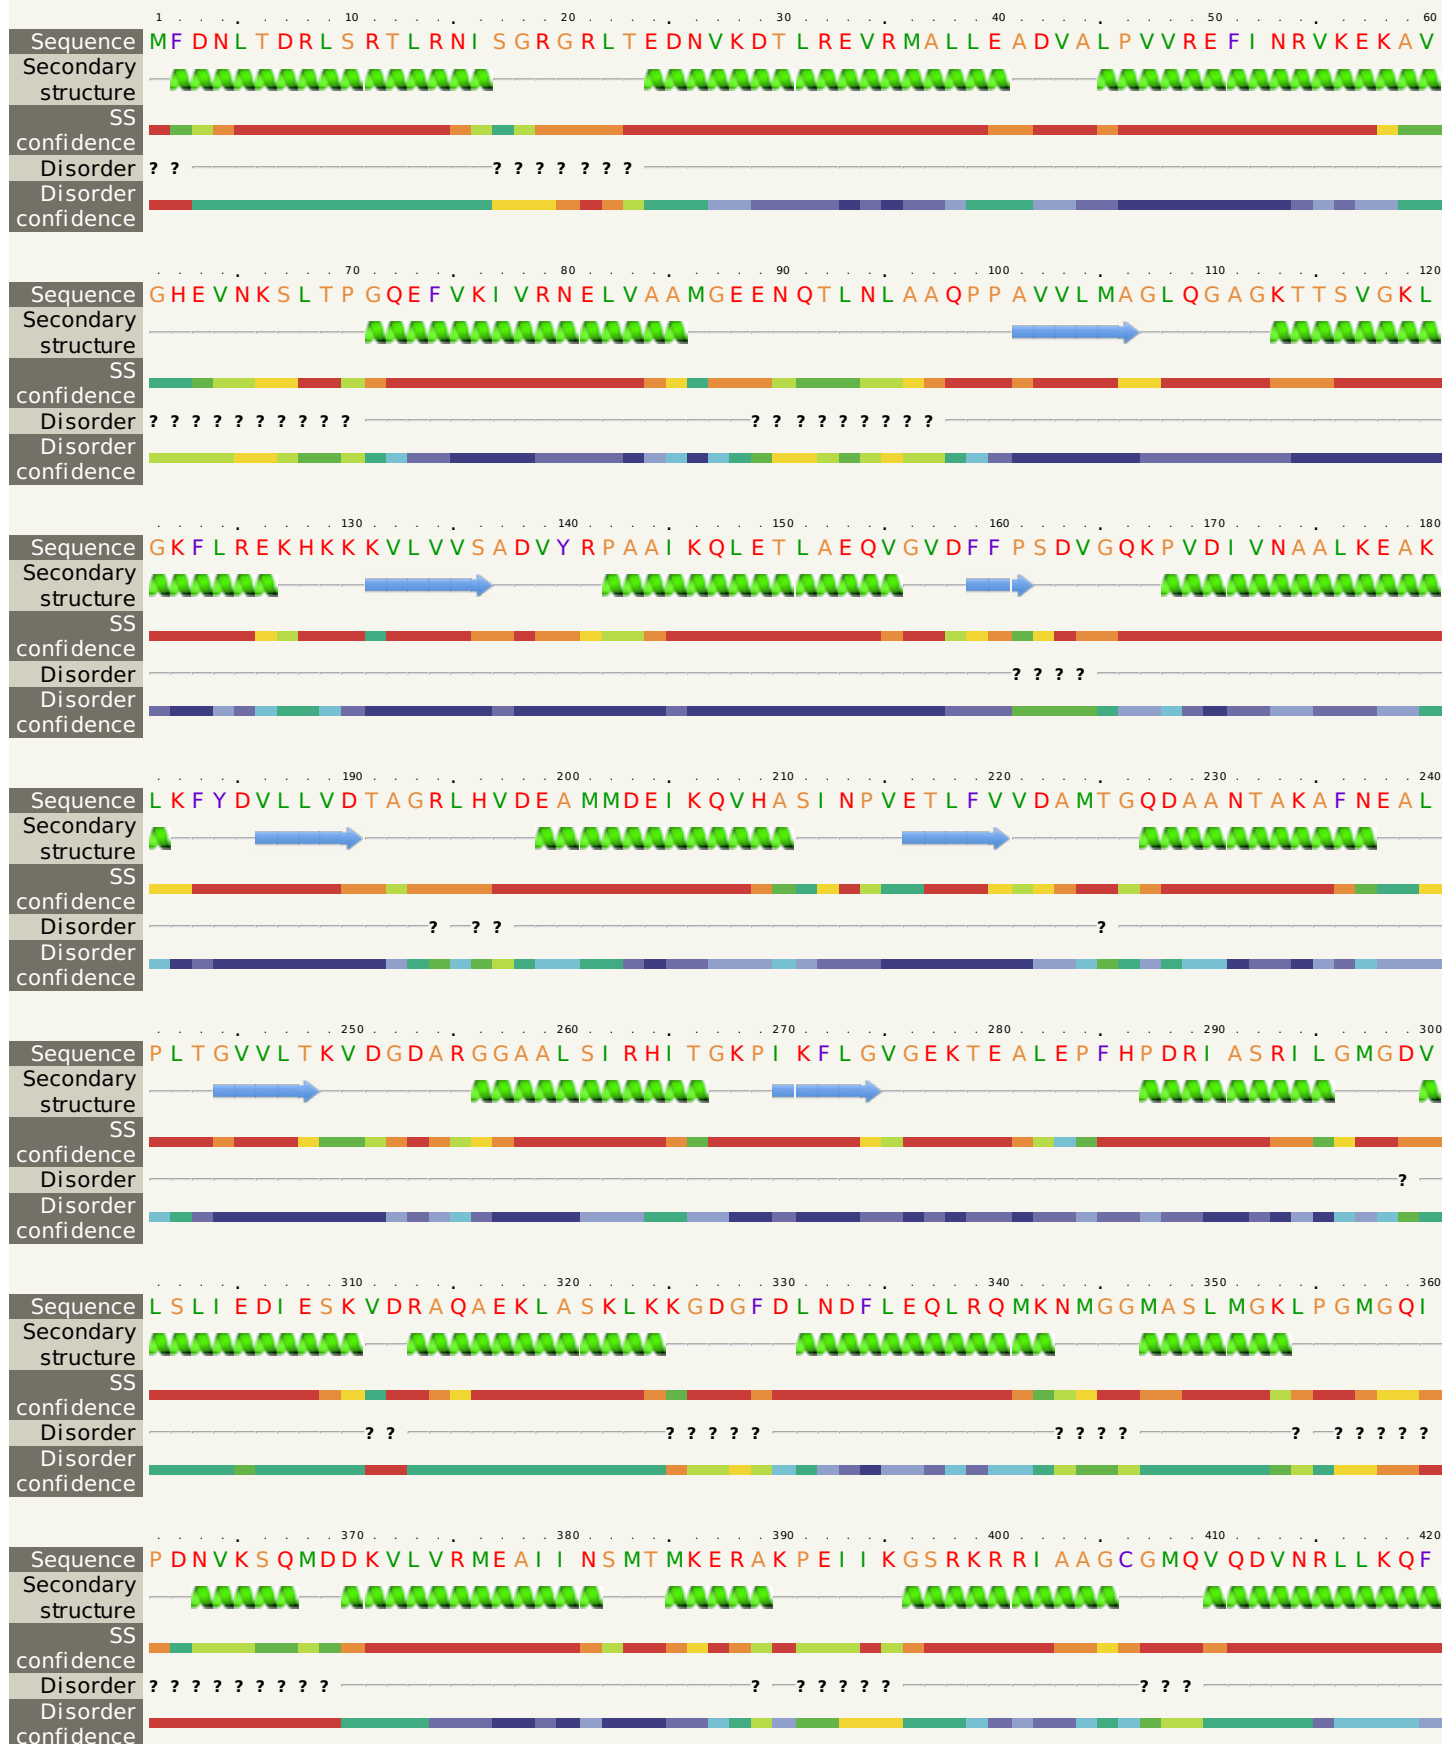 1 10 20 30 40 50 60
Sequence MFDNLTDRLSRTLRNISGRGRLTEDNVKDTLREVRMALLEADVALPVVREFINRVKEKAV
Secondary
structure
SS
confidence
Disorder ? ? ? ? ? ? ? ? ?
Disorder
confidence
70 80 90 100 110 120
Sequence GHEVNKSLTPGQEFVKIVRNELVAAMGEENQTLNLAAQPPAVVLMAGLQGAGKTTSVGKL
Secondary
structure
SS
confidence
Disorder ? ? ? ? ? ? ? ? ? ? ? ? ? ? ? ? ? ? ?
Disorder
confidence
130 140 150 160 170 180
Sequence GKFLREKHKKKVLVVSADVYRPAAIKQLETLAEQVGVDFFPSDVGQKPVDIVNAALKEAK
Secondary
structure
SS
confidence
Disorder ? ? ? ?
Disorder
confidence
190 200 210 220 230 240
Sequence LKFYDVLLVDTAGRLHVDEAMMDEIKQVHASINPVETLFVVDAMTGQDAANTAKAFNEAL
Secondary
structure
SS
confidence
Disorder ? ? ? ?
Disorder
confidence
250 260 270 280 290 300
Sequence PLTGVVLTKVDGDARGGAALSIRHITGKPIKFLGVGEKTEALEPFHPDRIASRILGMGDV
Secondary
structure
SS
confidence
Disorder ?
Disorder
confidence
310 320 330 340 350 360
Sequence LSLIEDIESKVDRAQAEKLASKLKKGDGFDLNDFLEQLRQMKNMGGMASLMGKLPGMGQI
Secondary
structure
SS
confidence
Disorder ? ? ? ? ? ? ? ? ? ? ? ? ? ? ? ? ?
Disorder
confidence
370 380 390 400 410 420
Sequence PDNVKSQMDDKVLVRMEAIINSMTMKERAKPEIIKGSRKRRIAAGCGMQVQDVNRLLKQF
Secondary
structure
SS
confidence
Disorder ? ? ? ? ? ? ? ? ? ? ? ? ? ? ? ? ? ?
Disorder
confidence